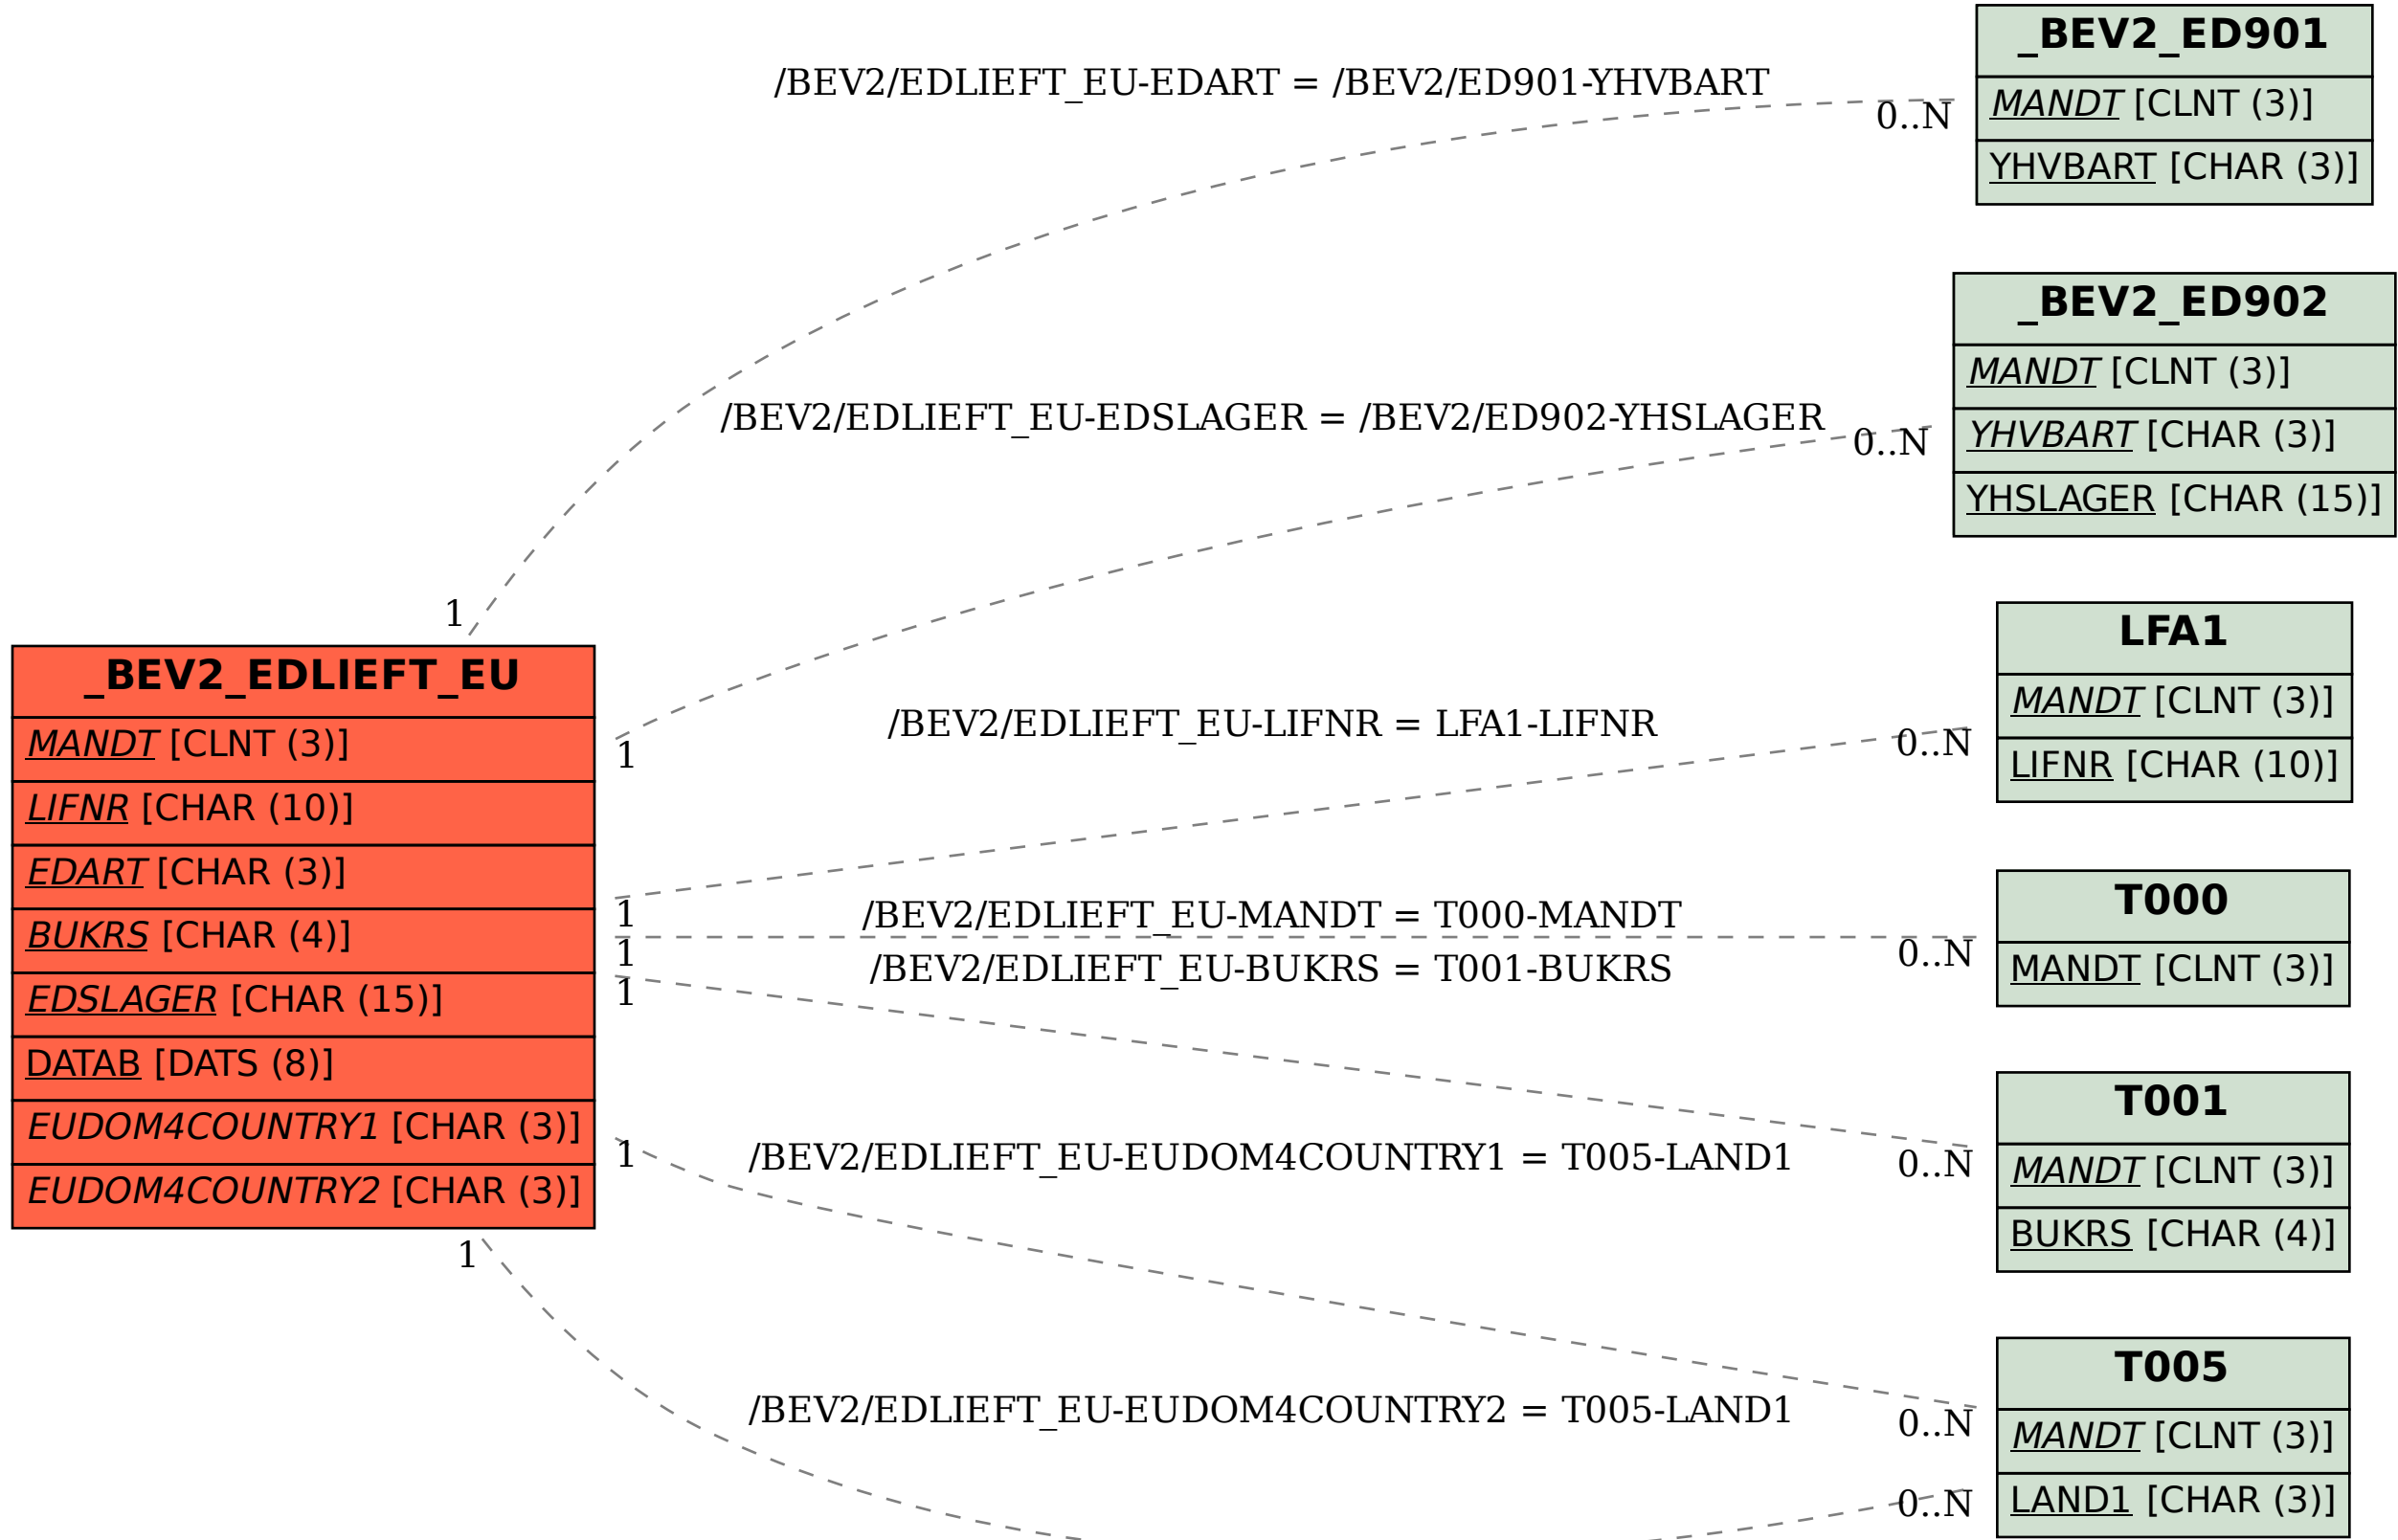 _BEV2_ED901
MANDT [CLNT (3)]
YHVBART [CHAR (3)]
/BEV2/EDLIEFT_EU-EDART = /BEV2/ED901-YHVBART
0..N
1
_BEV2_ED902
MANDT [CLNT (3)]
YHVBART [CHAR (3)]
YHSLAGER [CHAR (15)]
/BEV2/EDLIEFT_EU-EDSLAGER = /BEV2/ED902-YHSLAGER
0..N
1
_BEV2_EDLIEFT_EU
MANDT [CLNT (3)]
LIFNR [CHAR (10)]
EDART [CHAR (3)]
BUKRS [CHAR (4)]
EDSLAGER [CHAR (15)]
DATAB [DATS (8)]
EUDOM4COUNTRY1 [CHAR (3)]
EUDOM4COUNTRY2 [CHAR (3)]
LFA1
MANDT [CLNT (3)]
LIFNR [CHAR (10)]
/BEV2/EDLIEFT_EU-LIFNR = LFA1-LIFNR
0..N
1
T000
MANDT [CLNT (3)]
/BEV2/EDLIEFT_EU-MANDT = T000-MANDT
0..N
1
/BEV2/EDLIEFT_EU-BUKRS = T001-BUKRS
1
T001
MANDT [CLNT (3)]
BUKRS [CHAR (4)]
0..N
/BEV2/EDLIEFT_EU-EUDOM4COUNTRY1 = T005-LAND1
1
0..N
T005
MANDT [CLNT (3)]
LAND1 [CHAR (3)]
/BEV2/EDLIEFT_EU-EUDOM4COUNTRY2 = T005-LAND1
1
0..N